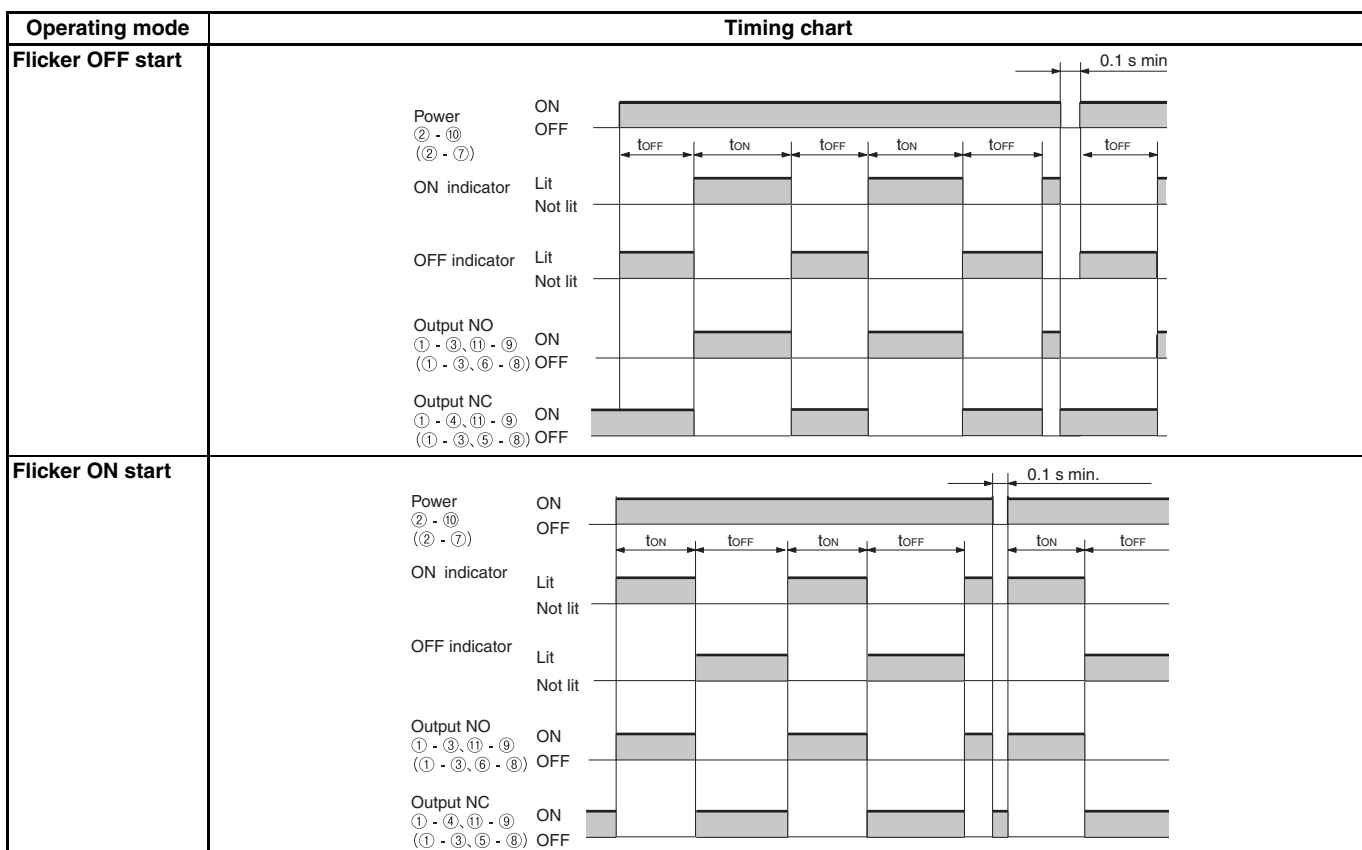 Operating mode
Timing chart
Flicker OFF start
0.1 s min
Power
② - ⑩
(② - ⑦)
ON
OFF
tOFF tON tOFF tON tOFF tOFF
ON indicator
Lit
Not lit
OFF indicator
Lit
Not lit
Output NO
① - ③、⑪ - ⑨
(① - ③、⑥ - ⑧)
ON
OFF
Output NC
① - ④、⑪ - ⑨
(① - ③、⑤ - ⑧)
ON
OFF
Flicker ON start
0.1 s min.
Power
② - ⑩
(② - ⑦)
ON
OFF
tON tOFF tON tOFF tON tOFF
ON indicator
Lit
Not lit
OFF indicator
Lit
Not lit
Output NO
① - ③、⑪ - ⑨
(① - ③、⑥ - ⑧)
ON
OFF
Output NC
① - ④、⑪ - ⑨
(① - ③、⑤ - ⑧)
ON
OFF